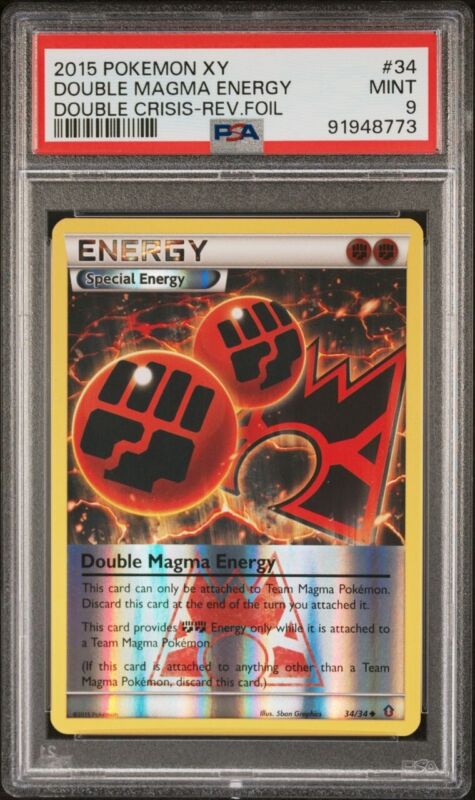 2015 POKEMON XY #34
DOUBLE MAGMA ENERGY MINT
DOUBLE CRISIS-REV.FOIL 9
PSA 91948773
ENERGY
Special Energy
Double Magma Energy
This card can only be attached to Team Magma Pokémon.
Discard this card at the end of the turn you attached it.
This card provides Energy only while it is attached to
a Team Magma Pokémon.
(If this card is attached to anything other than a Team
Magma Pokémon, discard this card.)
©2015 Pokémon Illus. 5ban Graphics 34/34
PSA